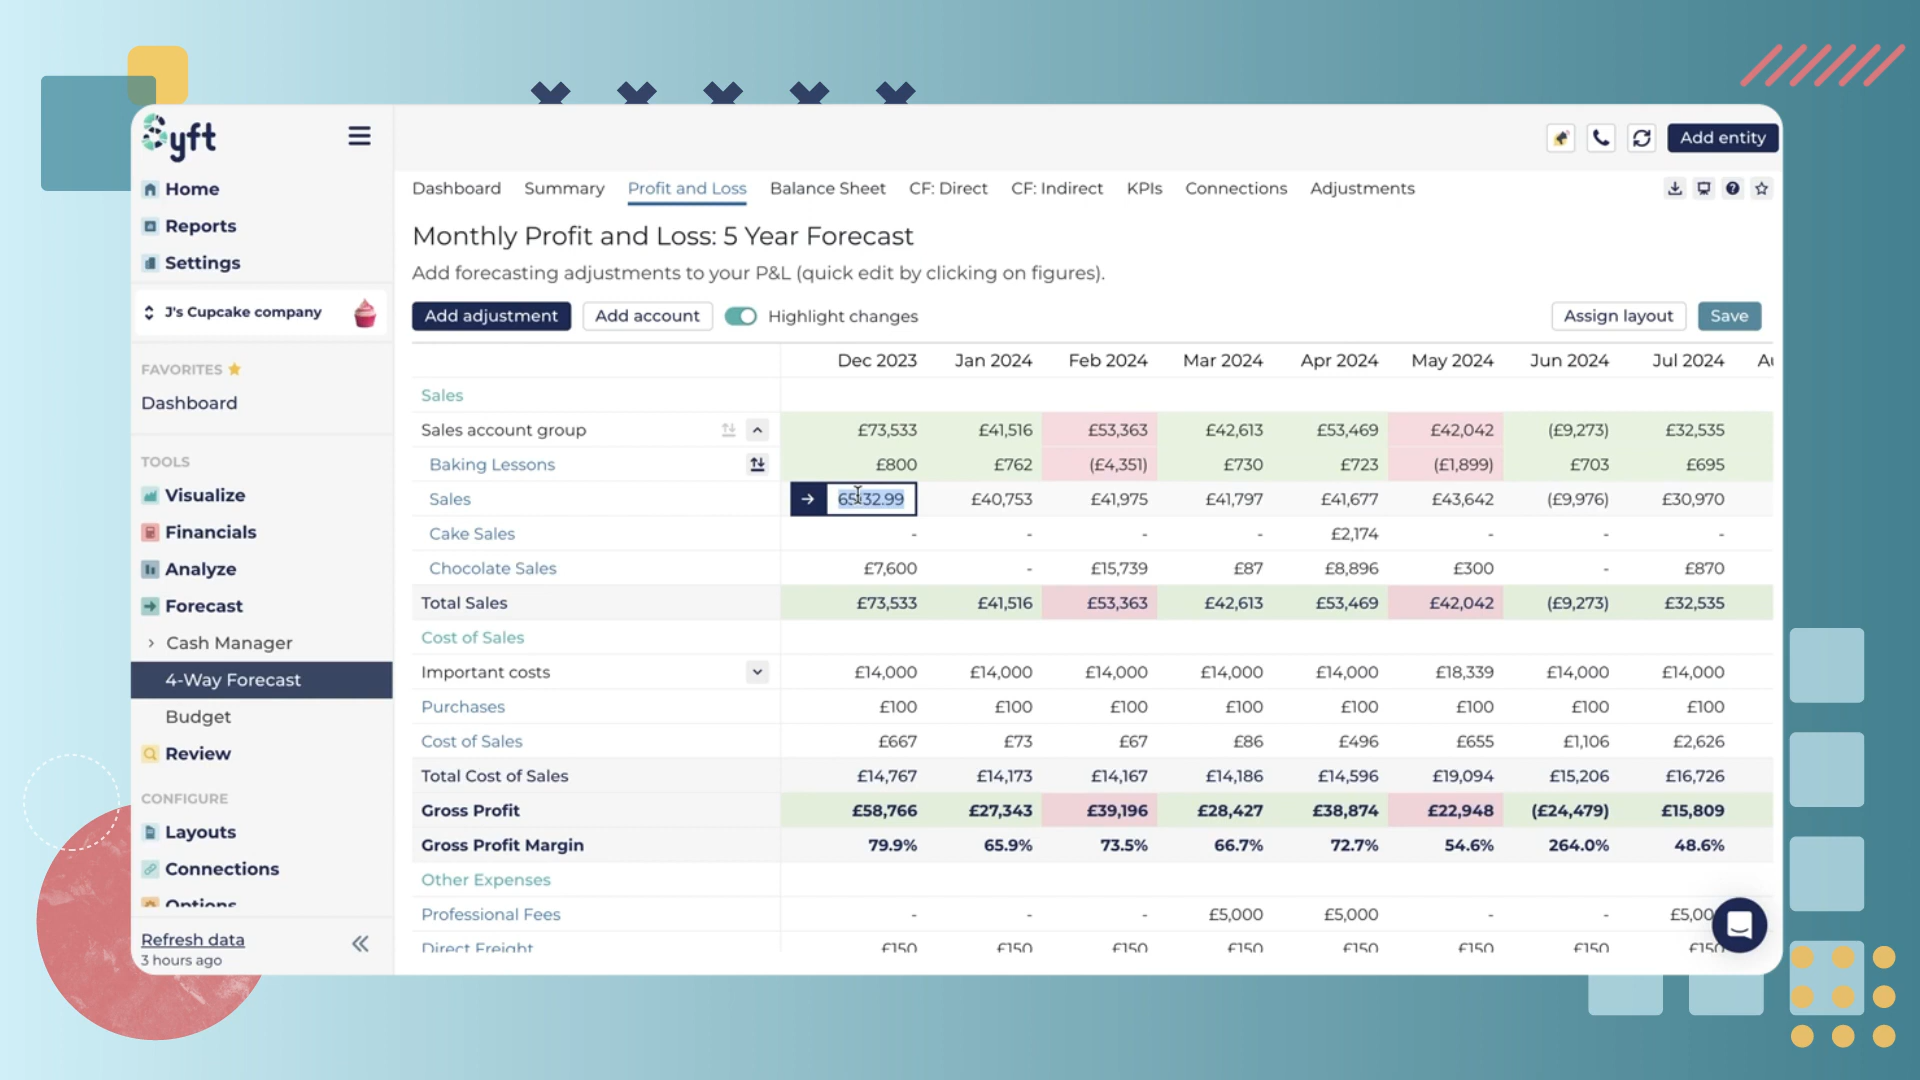 Syft
Add entity
Home
Reports
Settings
J's Cupcake company
FAVORITES
Dashboard
TOOLS
Visualize
Financials
Analyze
Forecast
Cash Manager
4-Way Forecast
Budget
Review
CONFIGURE
Layouts
Connections
Options
Refresh data
3 hours ago
Dashboard Summary Profit and Loss Balance Sheet CF: Direct CF: Indirect KPIs Connections Adjustments
Monthly Profit and Loss: 5 Year Forecast
Add forecasting adjustments to your P&L (quick edit by clicking on figures).
Add adjustment Add account Highlight changes Assign layout Save
Dec 2023 Jan 2024 Feb 2024 Mar 2024 Apr 2024 May 2024 Jun 2024 Jul 2024
Sales
Sales account group £73,533 £41,516 £53,363 £42,613 £53,469 £42,042 (£9,273) £32,535
Baking Lessons £800 £762 (£4,351) £730 £723 (£1,899) £703 £695
Sales £40,753 £41,975 £41,797 £41,677 £43,642 (£9,976) £30,970
Cake Sales - - - - £2,174 - - -
Chocolate Sales £7,600 - £15,739 £87 £8,896 £300 - £870
Total Sales £73,533 £41,516 £53,363 £42,613 £53,469 £42,042 (£9,273) £32,535
Cost of Sales
Important costs £14,000 £14,000 £14,000 £14,000 £14,000 £18,339 £14,000 £14,000
Purchases £100 £100 £100 £100 £100 £100 £100 £100
Cost of Sales £667 £73 £67 £86 £496 £655 £1,106 £2,626
Total Cost of Sales £14,767 £14,173 £14,167 £14,186 £14,596 £19,094 £15,206 £16,726
Gross Profit £58,766 £27,343 £39,196 £28,427 £38,874 £22,948 (£24,479) £15,809
Gross Profit Margin 79.9% 65.9% 73.5% 66.7% 72.7% 54.6% 264.0% 48.6%
Other Expenses
Professional Fees - - - £5,000 £5,000 - -
Direct Freight £150 £150 £150 £150 £150 £150 £150 £150